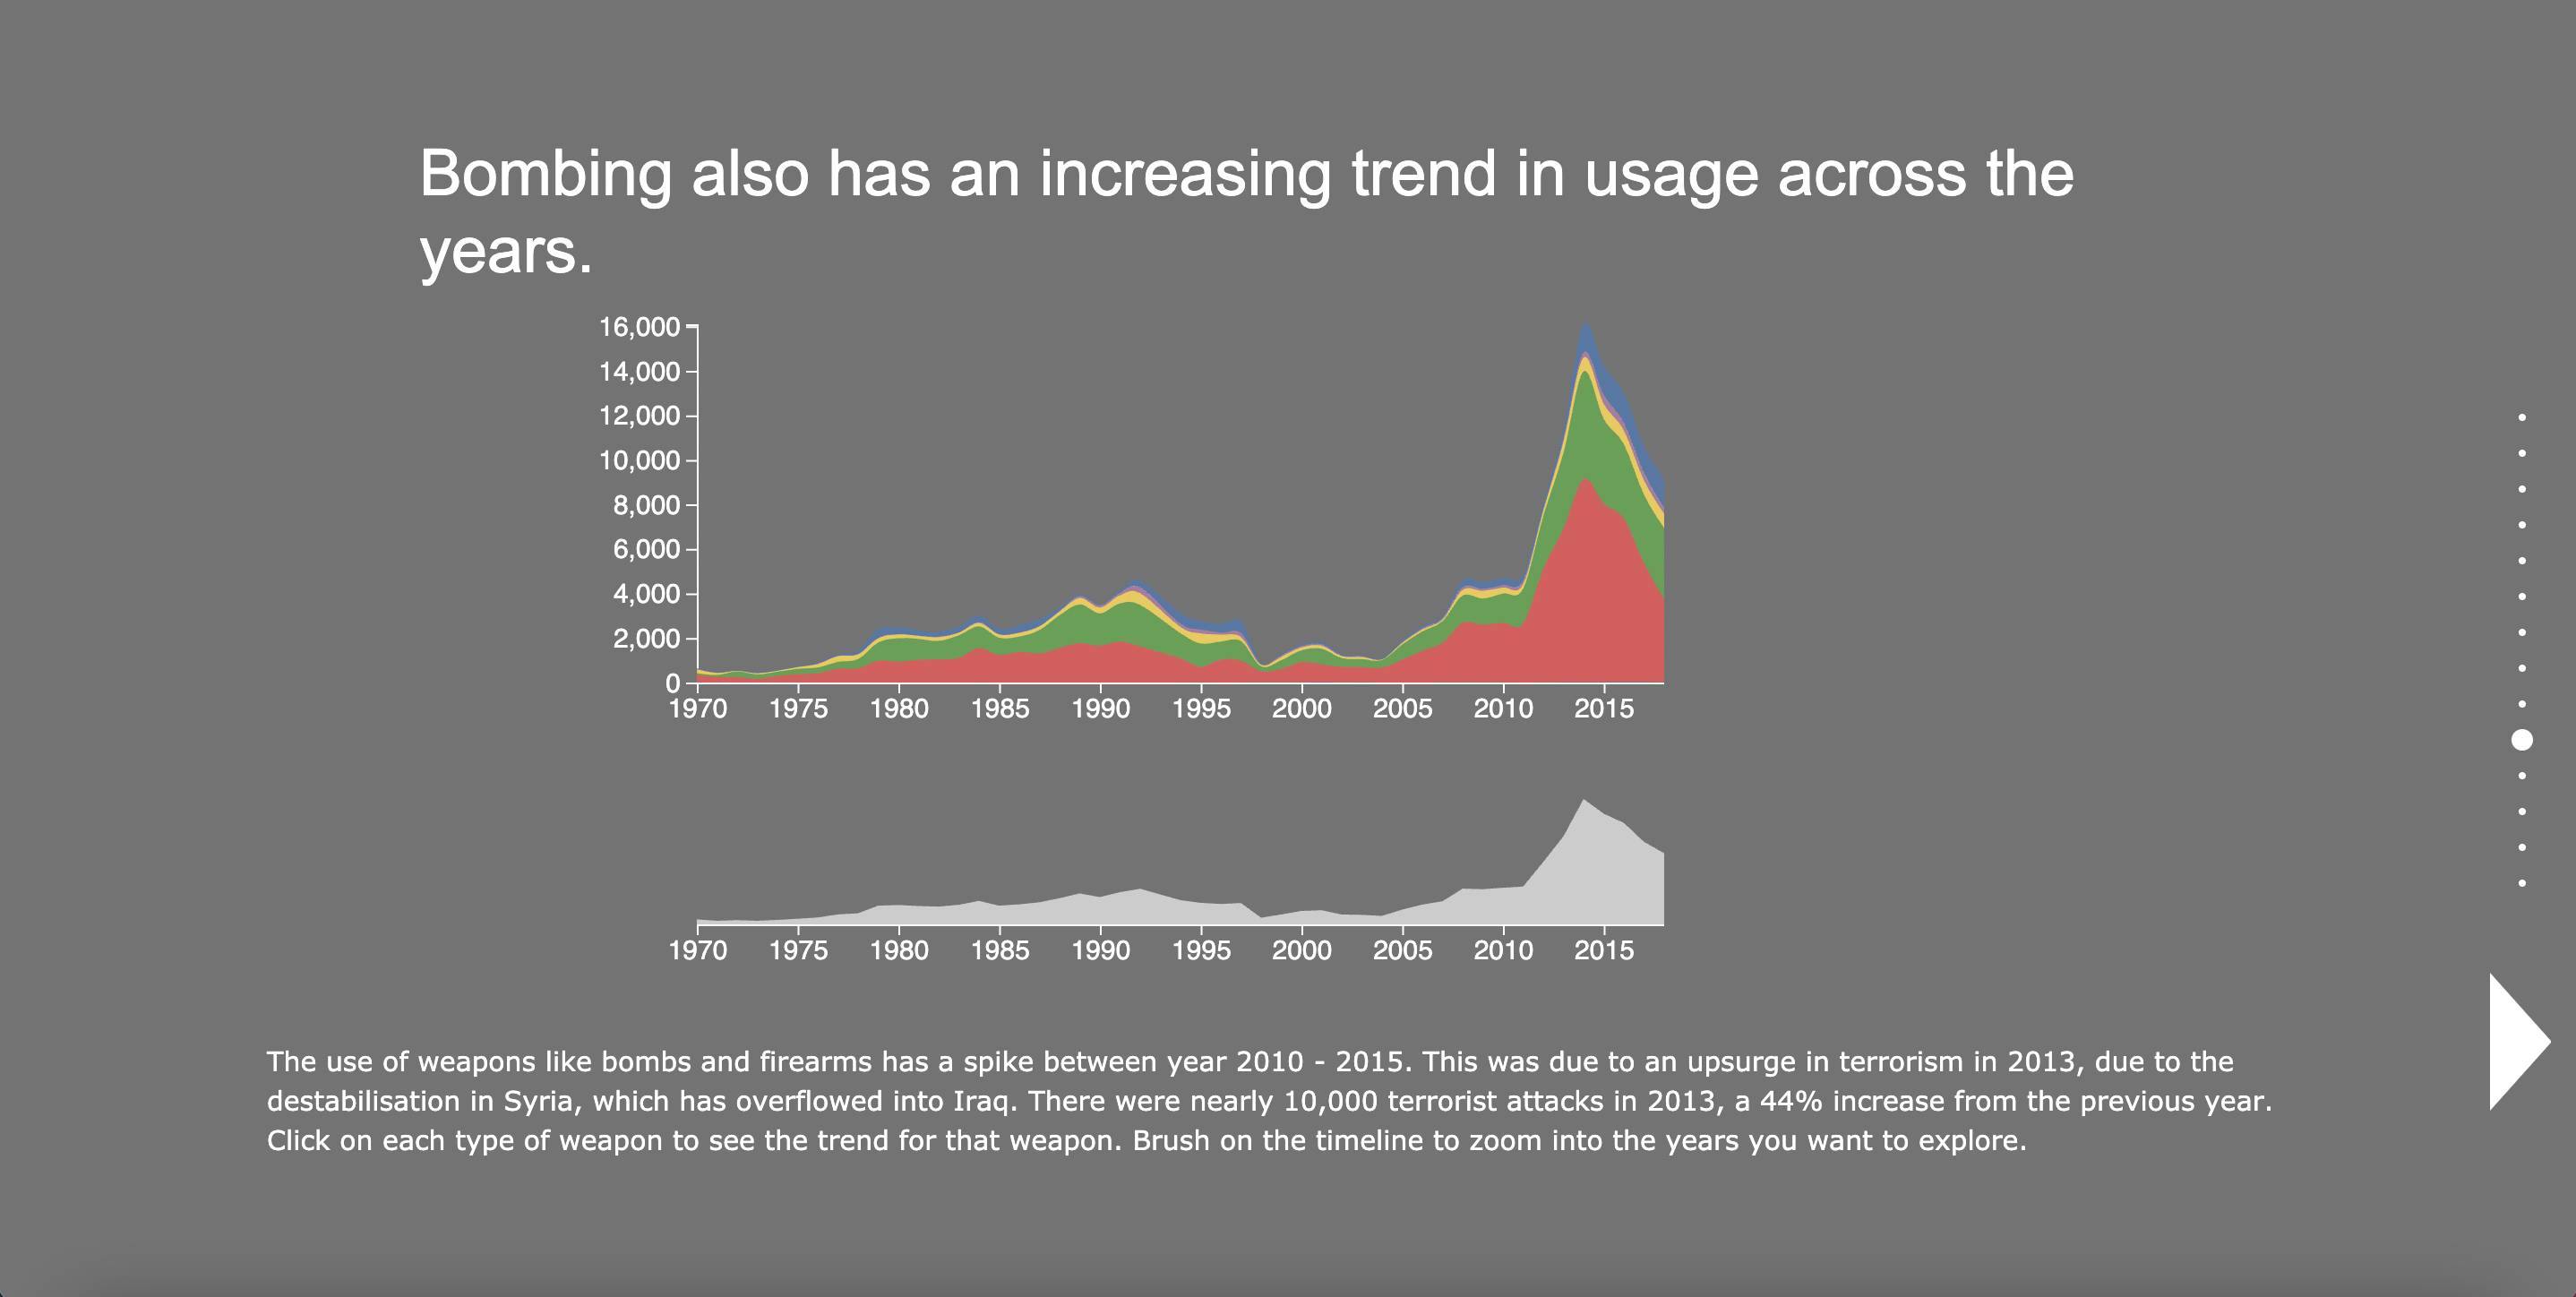 Bombing also has an increasing trend in usage across the
years.
16,000
14,000
12,000
10,000
8,000
6,000
4,000
2,000
0
1970 1975 1980 1985 1990 1995 2000 2005 2010 2015
1970 1975 1980 1985 1990 1995 2000 2005 2010 2015
The use of weapons like bombs and firearms has a spike between year 2010 - 2015. This was due to an upsurge in terrorism in 2013, due to the
destabilisation in Syria, which has overflowed into Iraq. There were nearly 10,000 terrorist attacks in 2013, a 44% increase from the previous year.
Click on each type of weapon to see the trend for that weapon. Brush on the timeline to zoom into the years you want to explore.